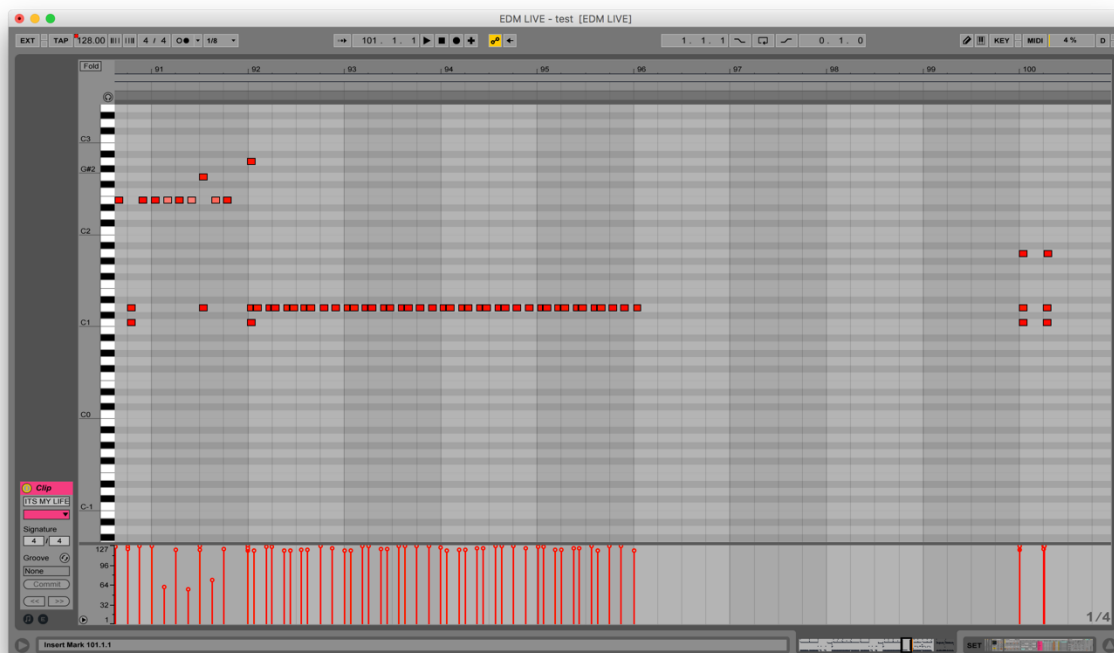 EDM LIVE - test [EDM LIVE]
EXT TAP 128.00 4 / 4 1/8 101. 1. 1 1. 1. 1 0. 1. 0 KEY MIDI 4 % D
Fold 91 92 93 94 95 96 97 98 99 100
C3
G#2
C2
C1
C0
C-1
Clip
ITS MY LIFE
Signature
4 / 4
Groove
None
Commit
<< >>
127
96
64
32
1
1/4
Insert Mark 101.1.1
SET